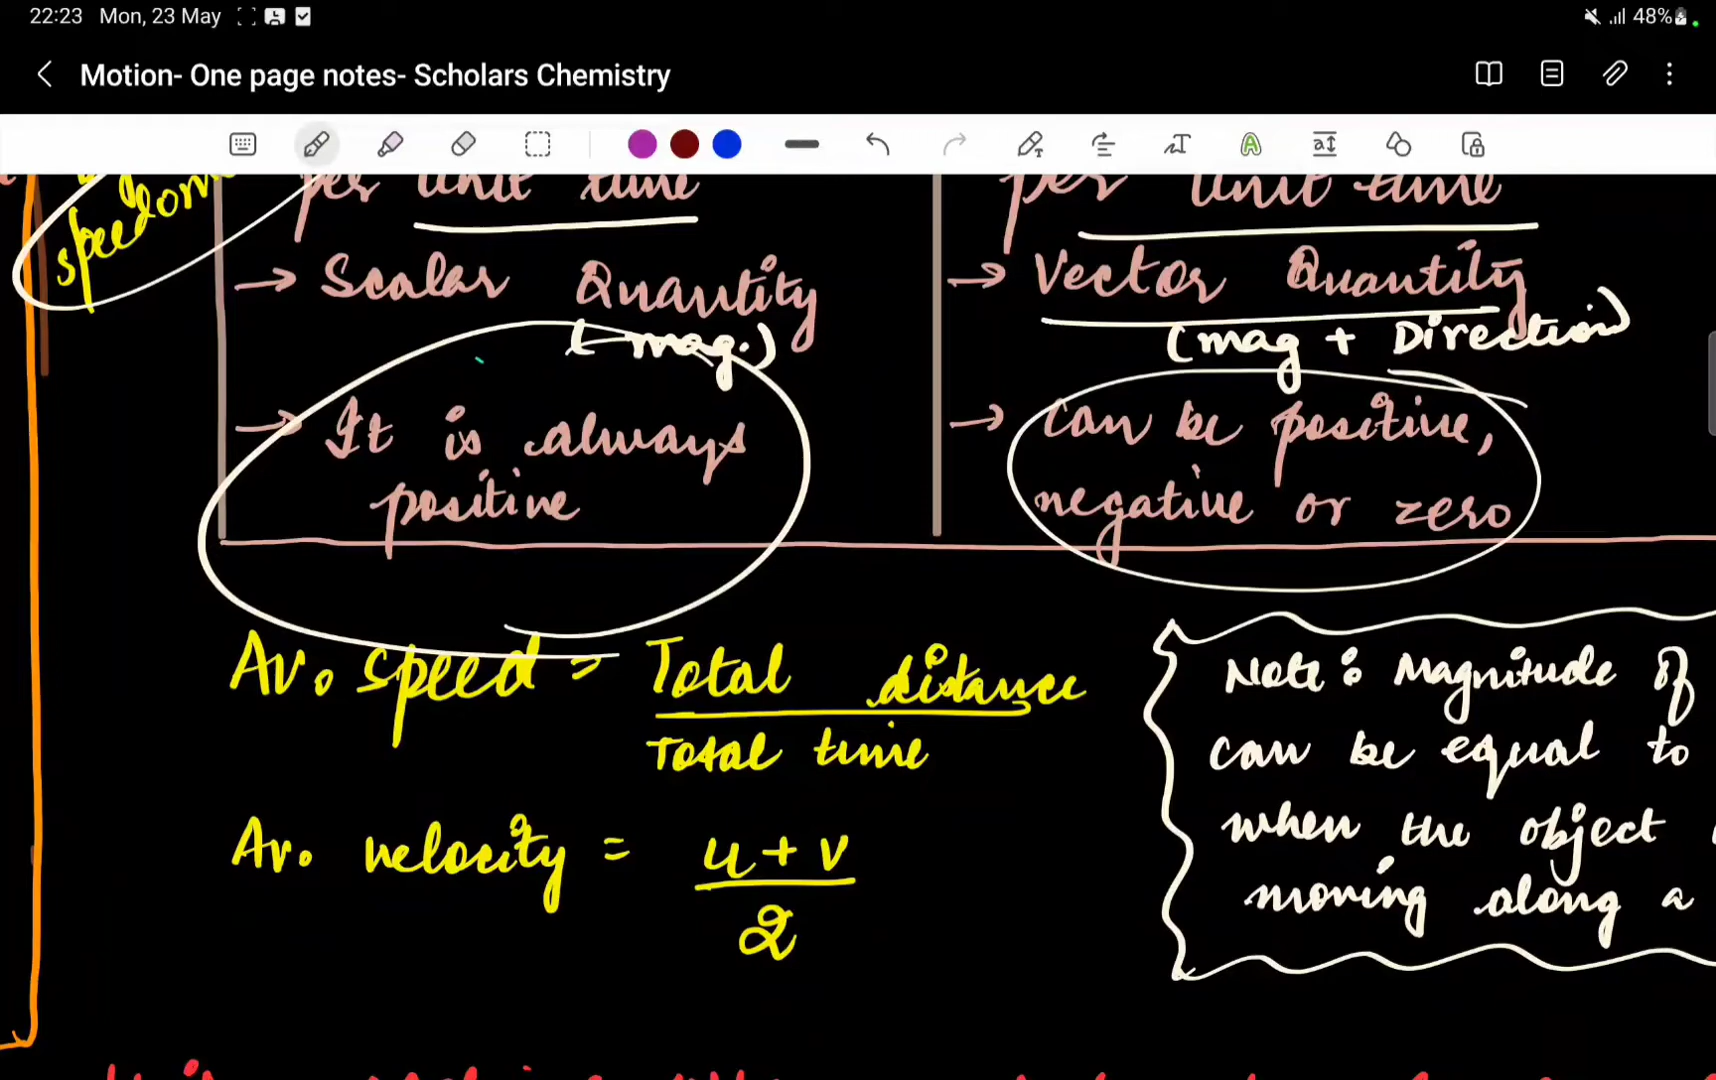 22:23 Mon, 23 May
48%
Motion- One page notes- Scholars Chemistry
per unit time
per unit time
→ Scalar Quantity
(mag.)
→ Vector Quantity
(mag + Direction)
→ It is always
positive
→ can be positive,
negative or zero
Av. speed = Total distance
Total time
Av. velocity = u + v
2
Note: Magnitude of
can be equal to
when the object
moving along a